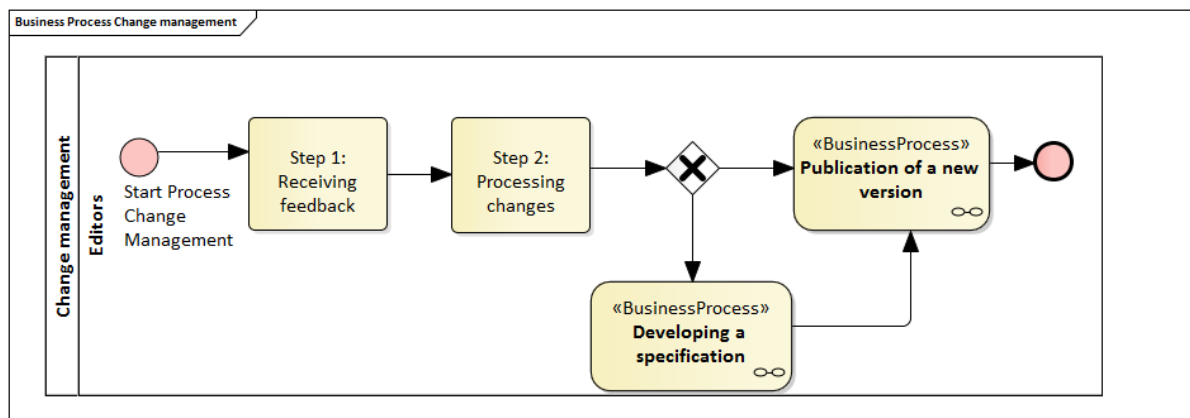 Business Process Change management
Change management
Editors
Start Process
Change
Management
Step 1:
Receiving
feedback
Step 2:
Processing
changes
«BusinessProcess»
Publication of a new
version
«BusinessProcess»
Developing a
specification